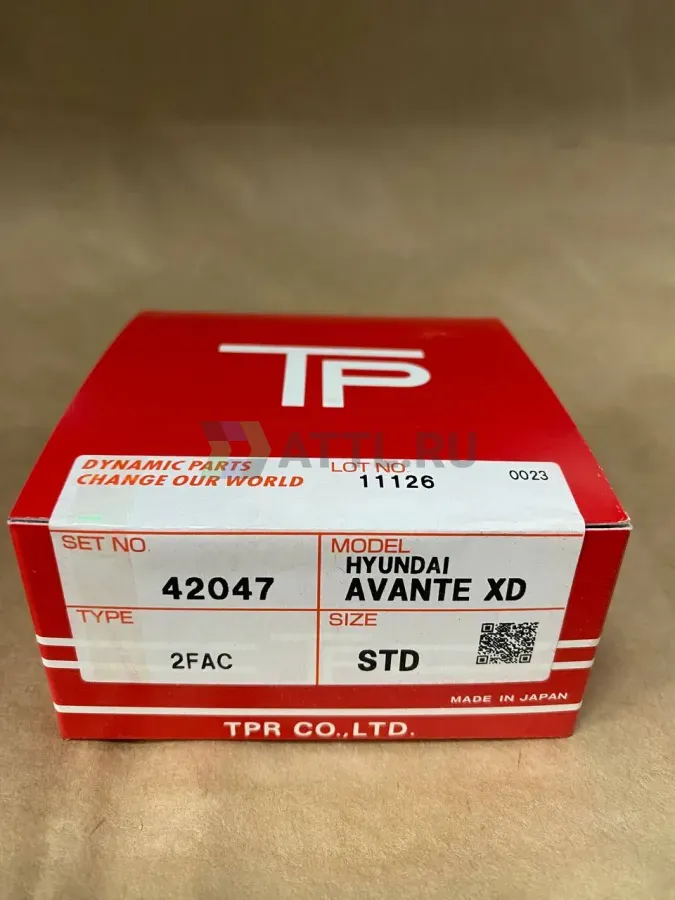 TP
ATTL.RU
DYNAMIC PARTS
CHANGE OUR WORLD
LOT NO.
11126
0023
SET NO.
42047
MODEL
HYUNDAI
AVANTE XD
TYPE
2FAC
SIZE
STD
MADE IN JAPAN
TPR CO.,LTD.